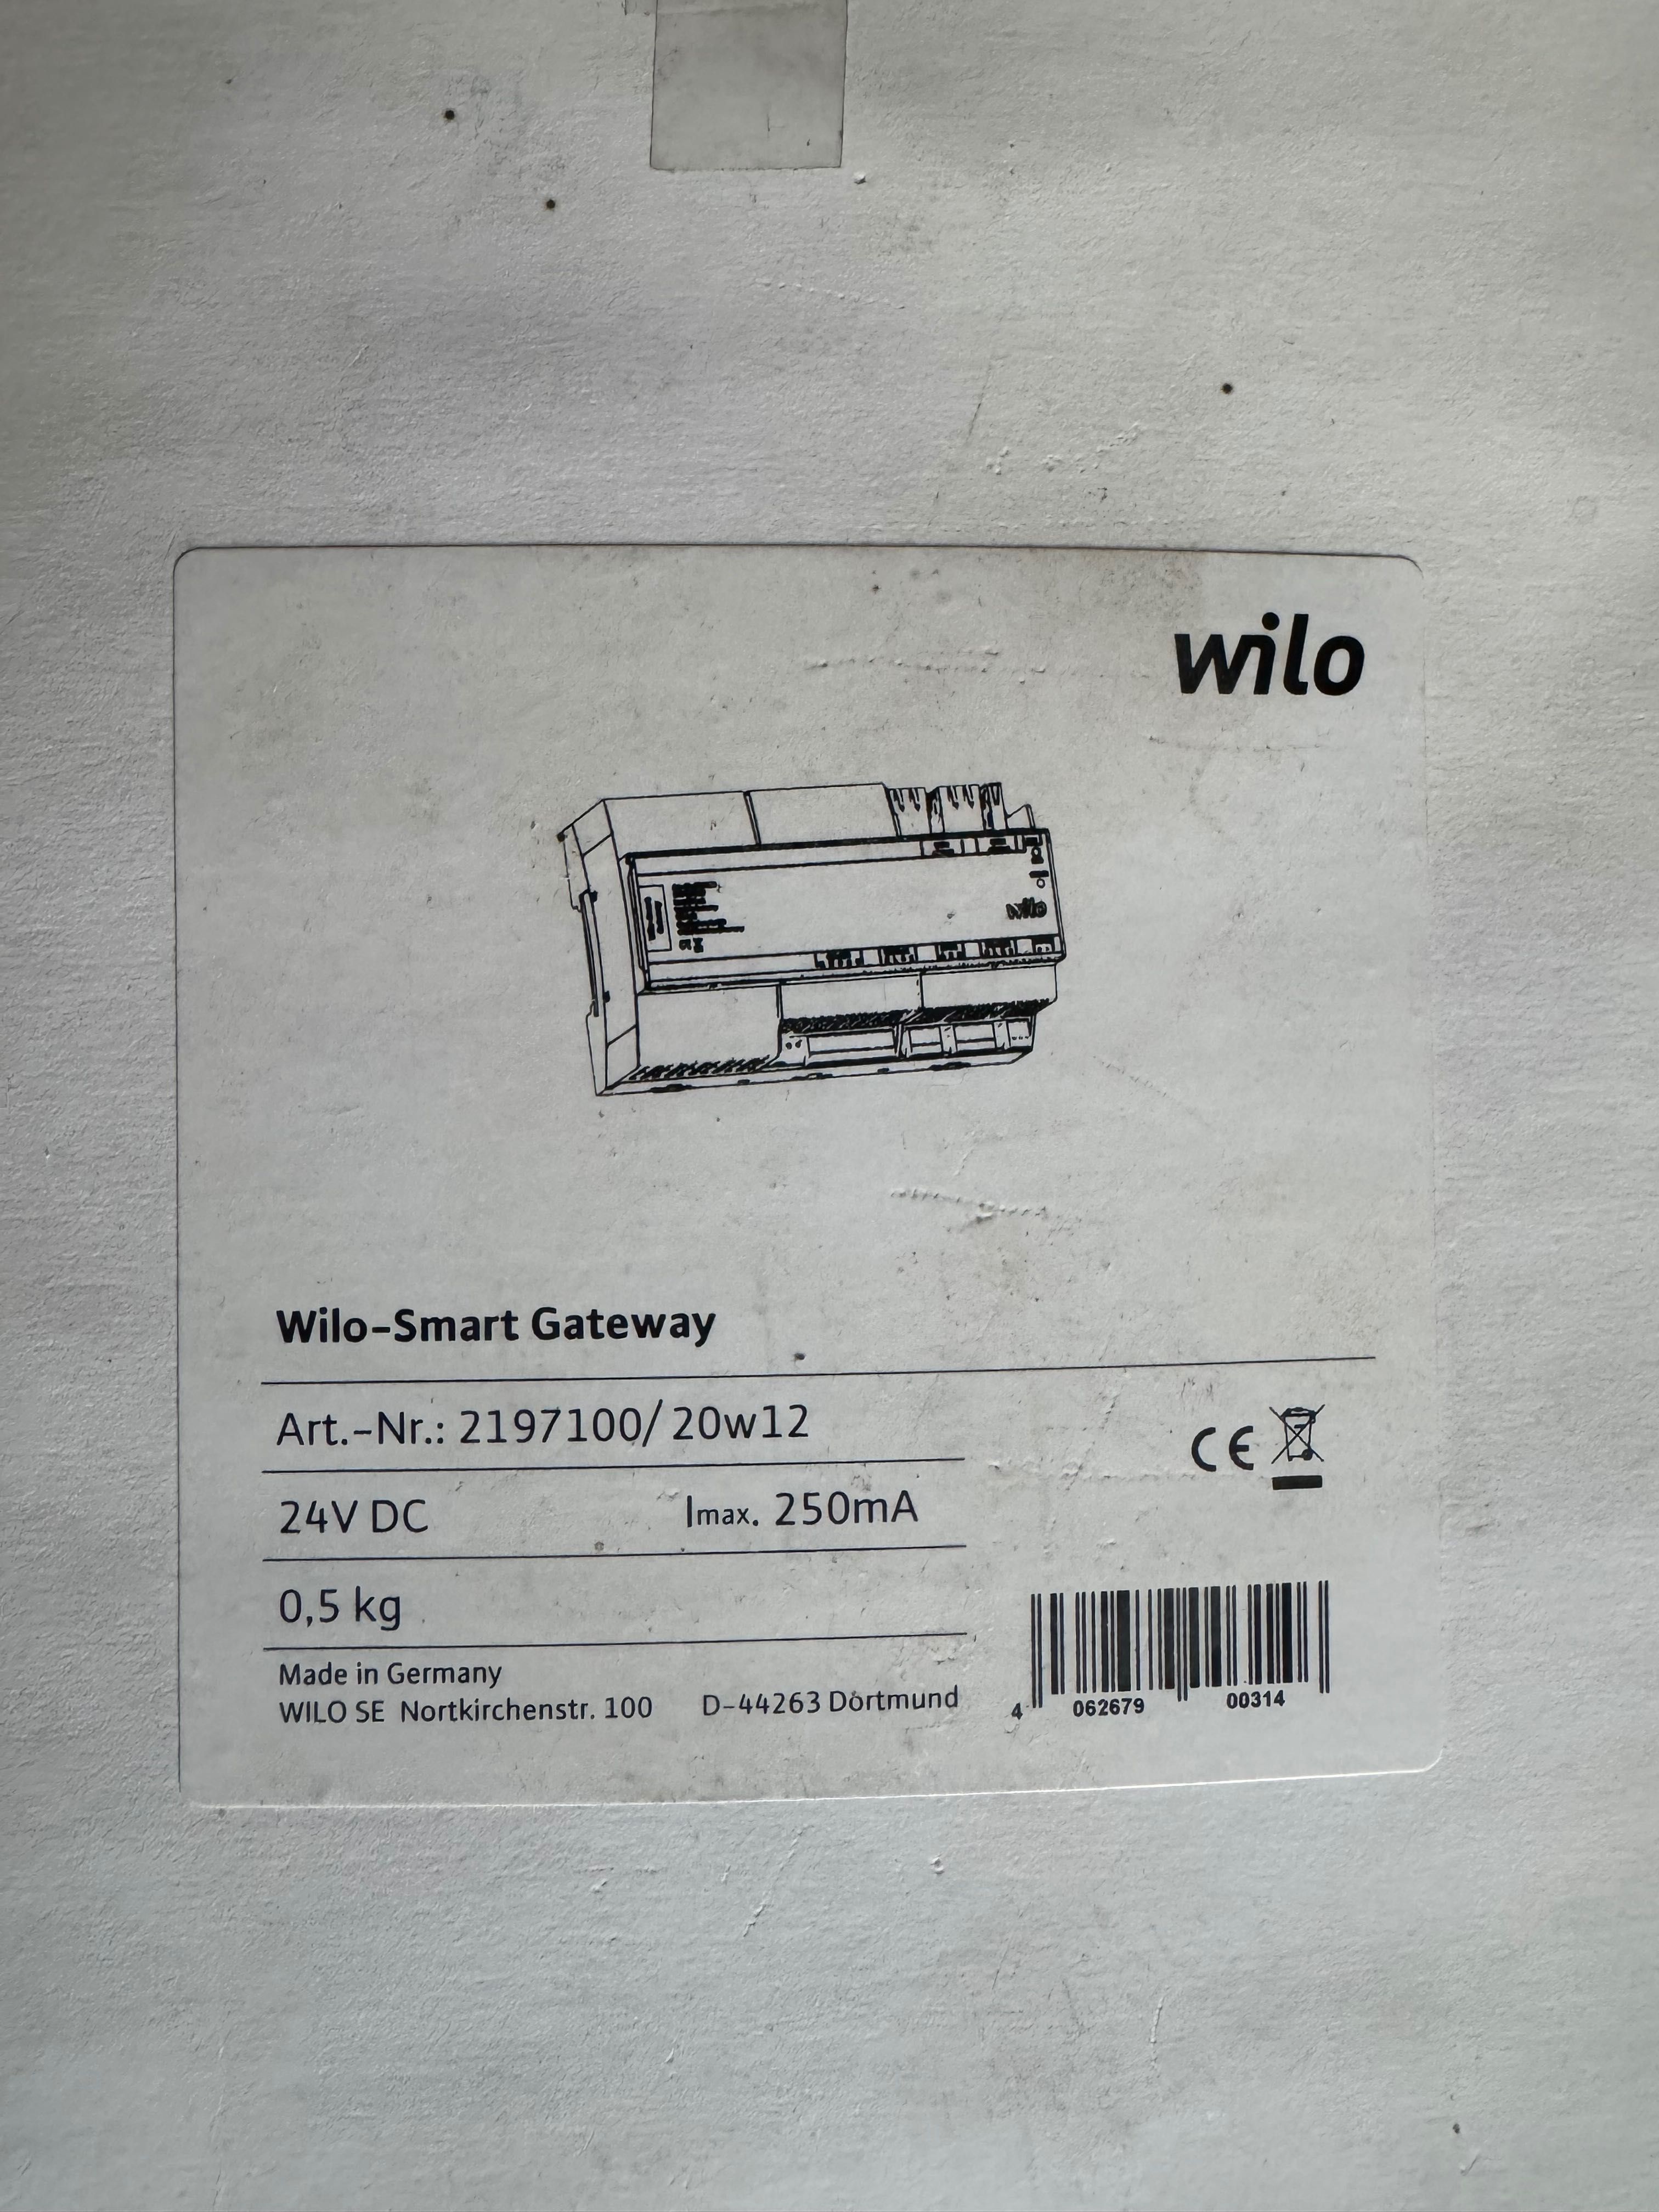 wilo
wilo
Wilo-Smart Gateway
Art.-Nr.: 2197100/ 20w12
24V DC Imax. 250mA
0,5 kg
Made in Germany
WILO SE Nortkirchenstr. 100 D-44263 Dortmund
4 062679 00314